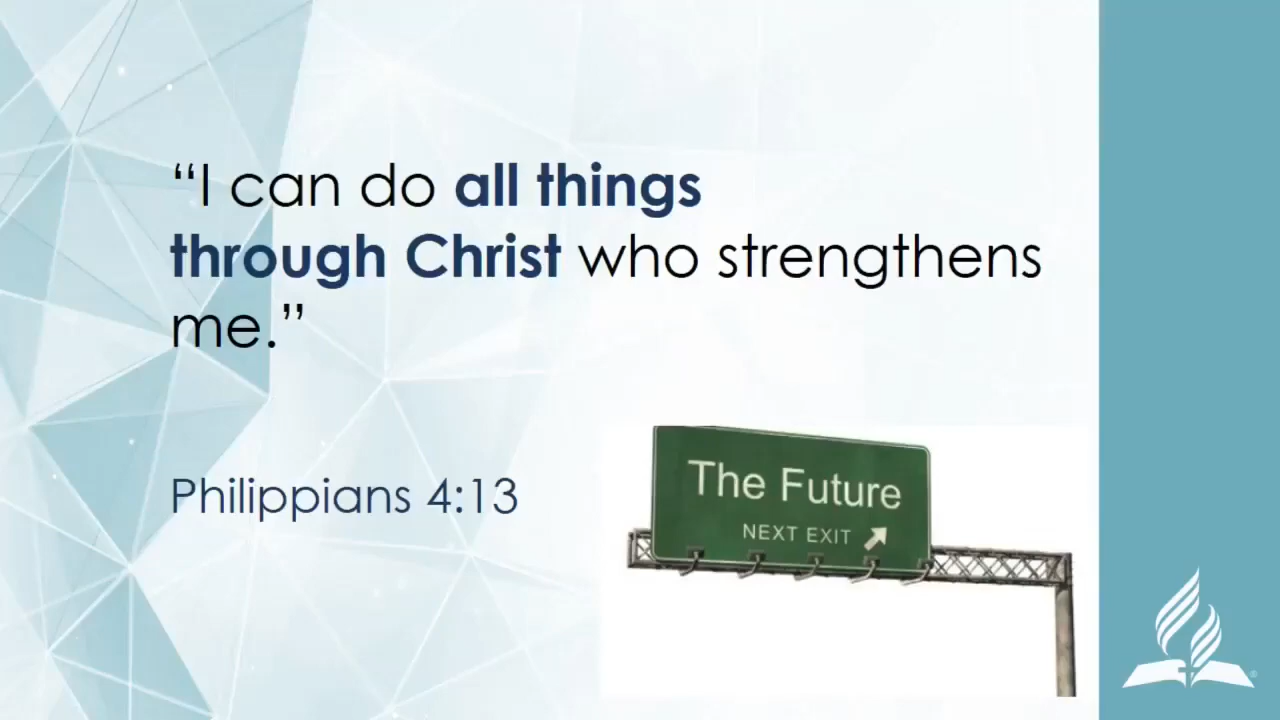 “I can do all things
through Christ who strengthens
me.”
Philippians 4:13
The Future
NEXT EXIT